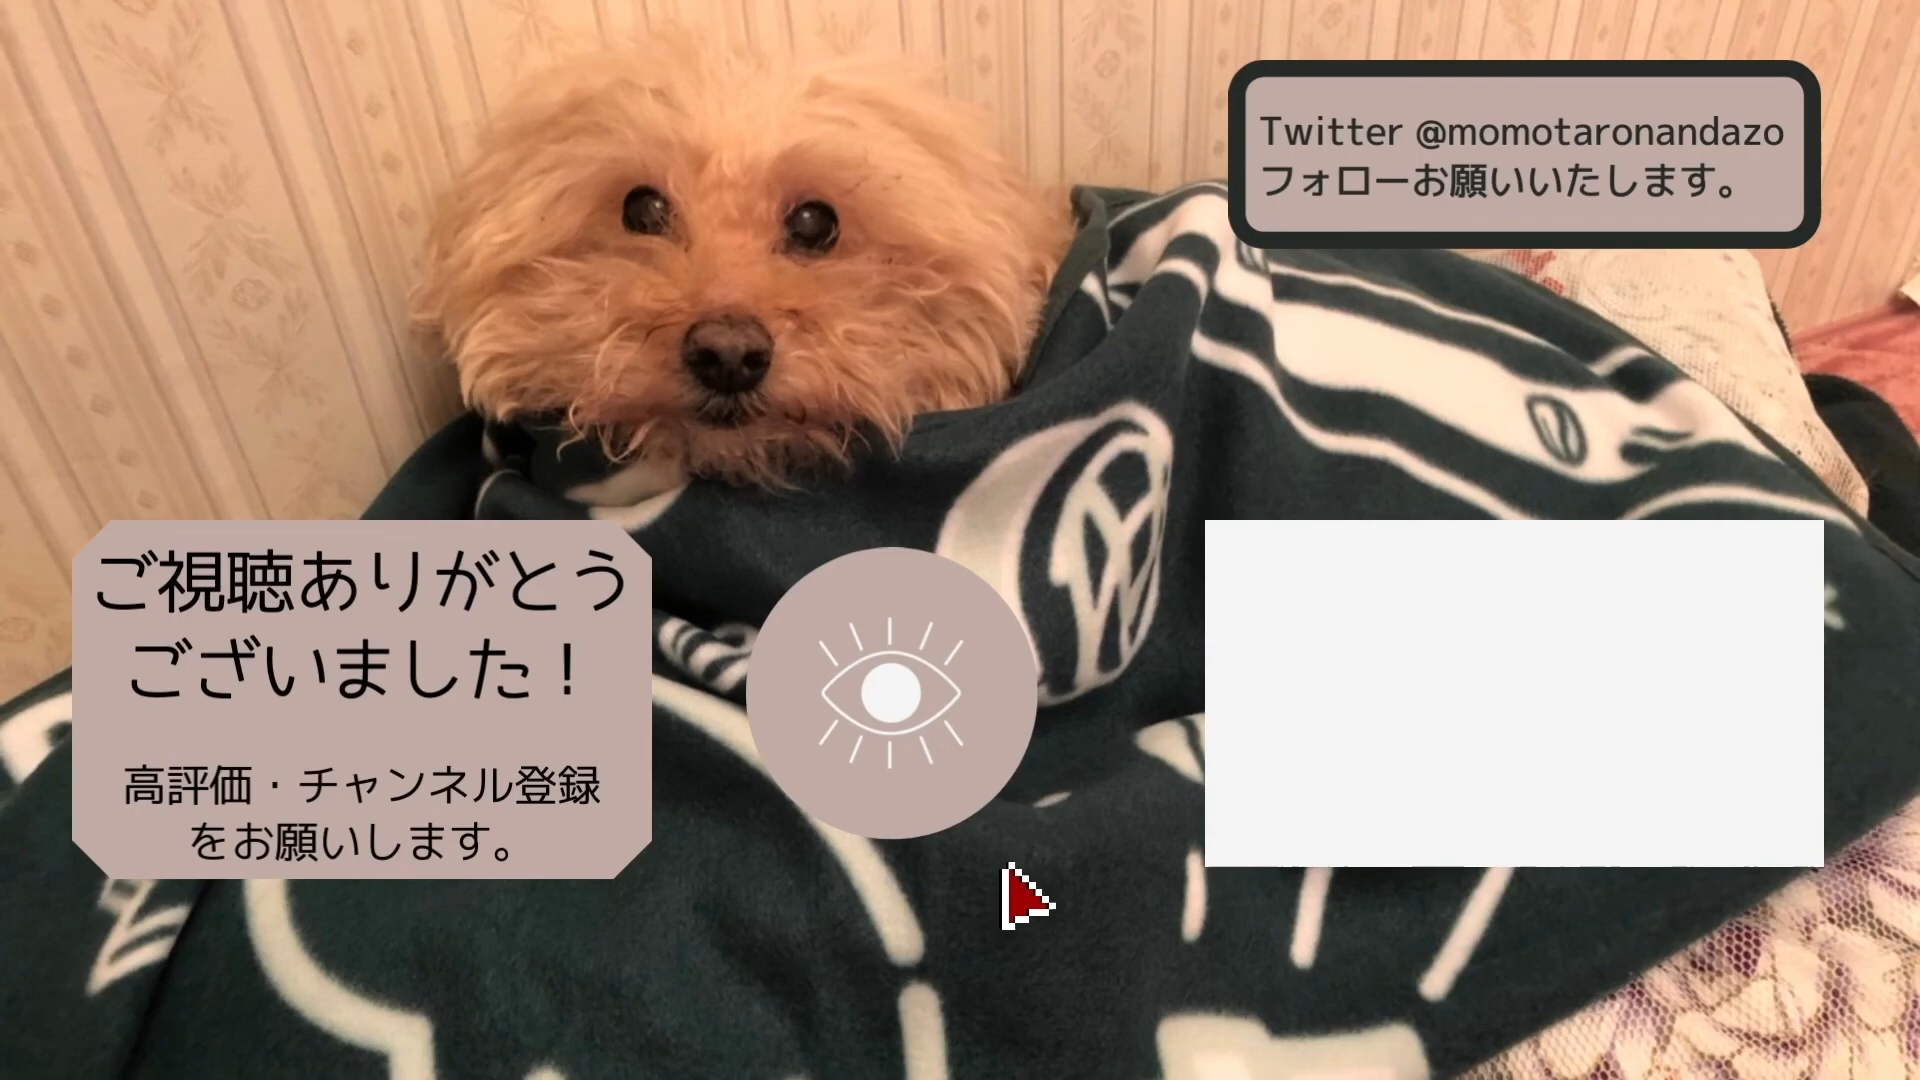 Twitter @momotaronandazo
フォローお願いいたします。
ご視聴ありがとう
ございました！
高評価・チャンネル登録
をお願いします。